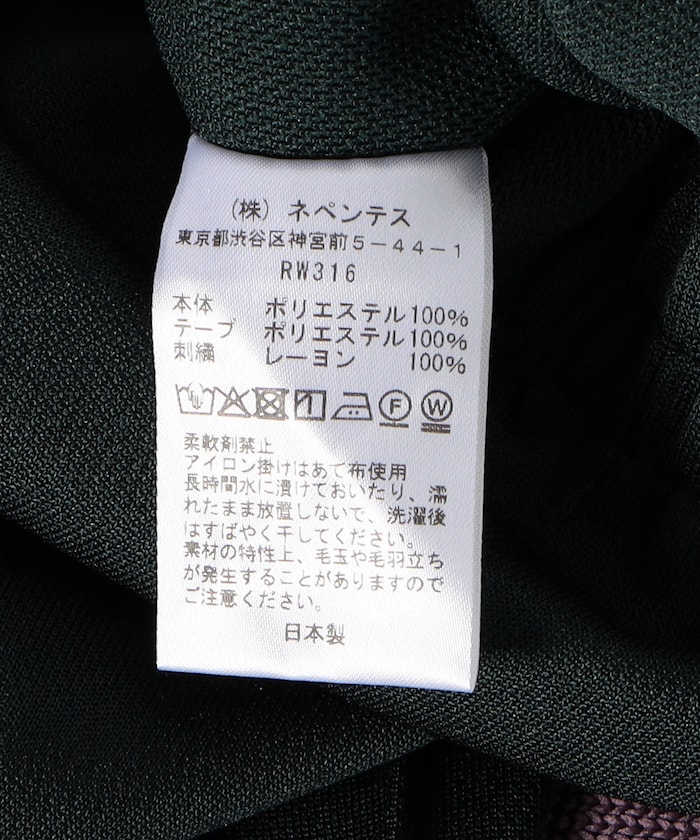 (株) ネペンテス
東京都渋谷区神宮前5-44-1
RW316
本体 ポリエステル100%
テープ ポリエステル100%
刺繍 レーヨン 100%
F W
柔軟剤禁止
アイロン掛けはあて布使用
長時間水に漬けておいたり、濡
れたまま放置しないで、洗濯後
はすばやく干してください。
素材の特性上、毛玉や毛羽立ち
が発生することがありますので
ご注意ください。
日本製